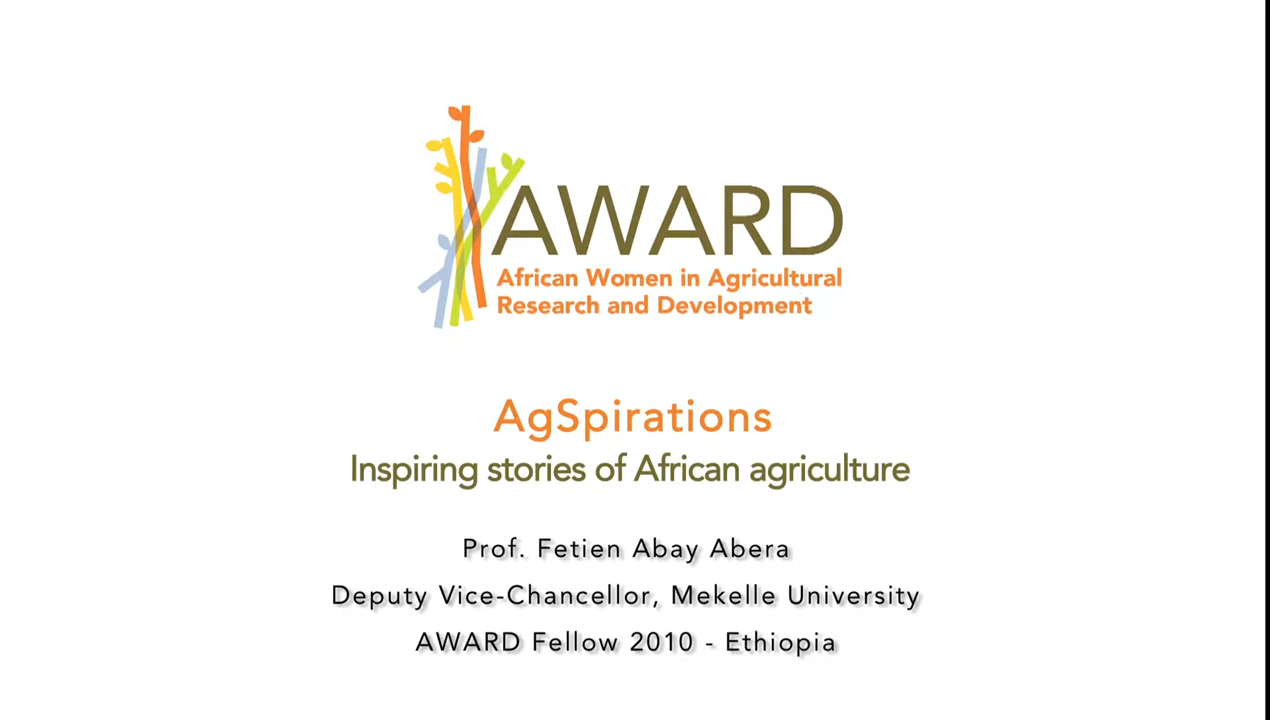 AWARD
African Women in Agricultural
Research and Development
AgSpirations
Inspiring stories of African agriculture
Prof. Fetien Abay Abera
Deputy Vice-Chancellor, Mekelle University
AWARD Fellow 2010 - Ethiopia